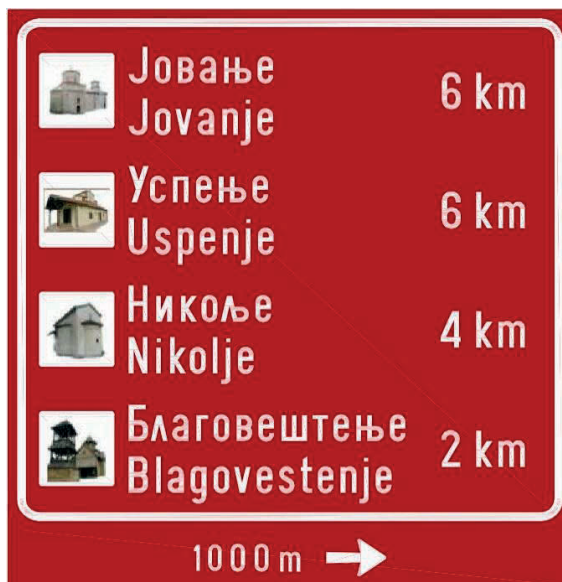 Јовање
Jovanje
6 km
Успење
Uspenje
6 km
Никоље
Nikolje
4 km
Благовештење
Blagovestenje
2 km
1000 m